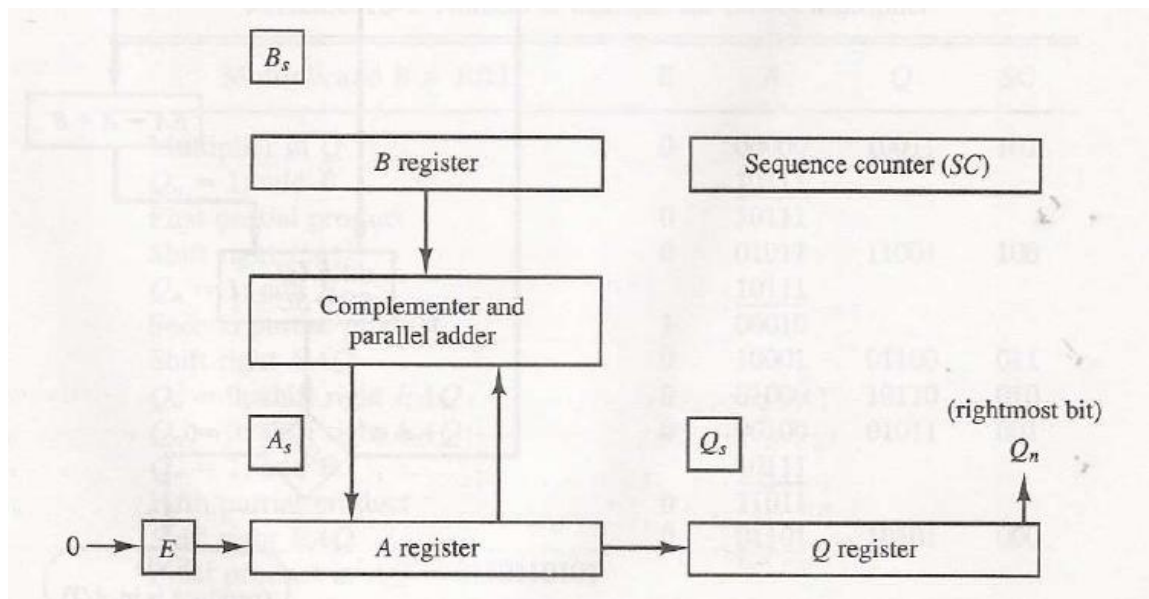 Bs
B register
Sequence counter (SC)
Complementer and
parallel adder
(rightmost bit)
As
Qs
Qn
0
E
A register
Q register